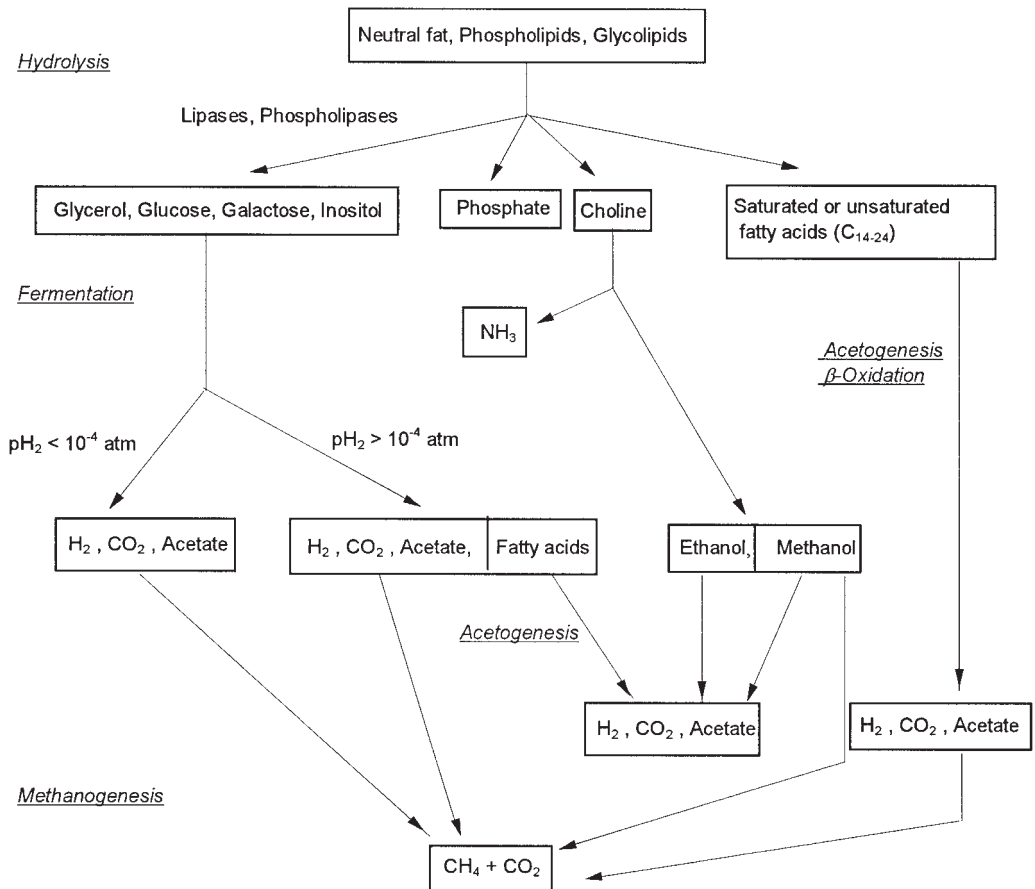 Neutral fat, Phospholipids, Glycolipids
Hydrolysis
Lipases, Phospholipases
Glycerol, Glucose, Galactose, Inositol
Phosphate
Choline
Saturated or unsaturated
fatty acids (C₁₄₋₂₄)
Fermentation
NH₃
Acetogenesis
β-Oxidation
pH₂ < 10⁻⁴ atm
pH₂ > 10⁻⁴ atm
H₂ , CO₂ , Acetate
H₂ , CO₂ , Acetate,
Fatty acids
Ethanol,
Methanol
Acetogenesis
H₂ , CO₂ , Acetate
H₂ , CO₂ , Acetate
Methanogenesis
CH₄ + CO₂